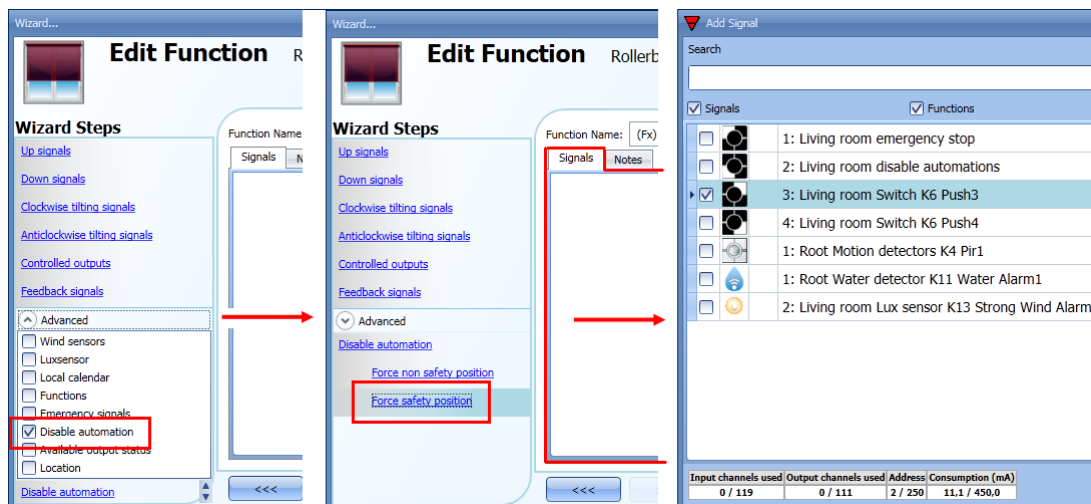 Wizard...
Edit Function R
Wizard Steps
Up signals
Down signals
Clockwise tilting signals
Anticlockwise tilting signals
Controlled outputs
Feedback signals
Advanced
Wind sensors
Luxsensor
Local calendar
Functions
Emergency signals
Disable automation
Available output status
Location
Disable automation
Function Name
Signals N
<<<
Wizard...
Edit Function Rollerb
Wizard Steps
Up signals
Down signals
Clockwise tilting signals
Anticlockwise tilting signals
Controlled outputs
Feedback signals
Advanced
Disable automation
Force non safety position
Force safety position
Function Name: (Fx)
Signals Notes
<<<
Add Signal
Search
Signals Functions
1: Living room emergency stop
2: Living room disable automations
3: Living room Switch K6 Push3
4: Living room Switch K6 Push4
1: Root Motion detectors K4 Pir1
1: Root Water detector K11 Water Alarm1
2: Living room Lux sensor K13 Strong Wind Alarm
Input channels used Output channels used Address Consumption (mA)
0 / 119 0 / 111 2 / 250 11,1 / 450,0